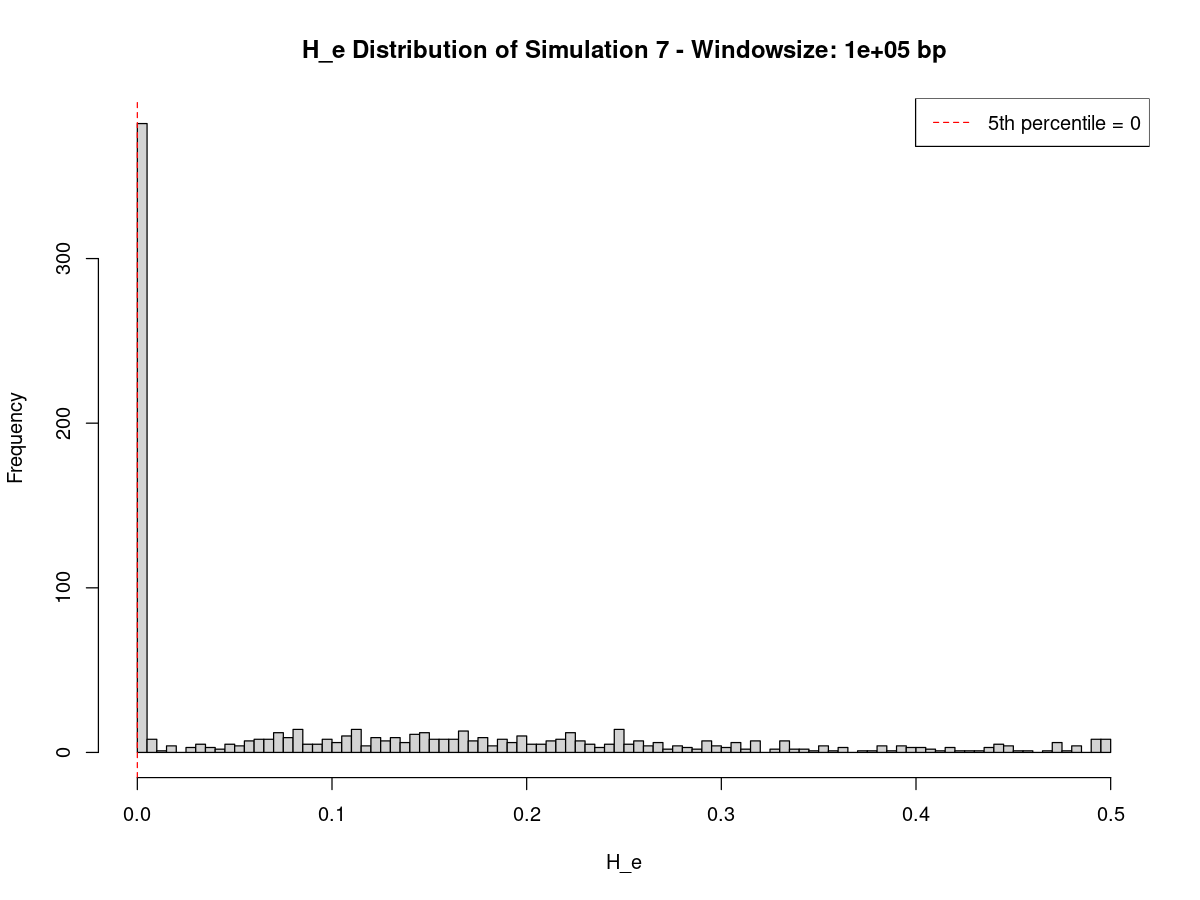 H_e Distribution of Simulation 7 - Windowsize: 1e+05 bp
5th percentile = 0
Frequency
300
200
100
0
0.0 0.1 0.2 0.3 0.4 0.5
H_e